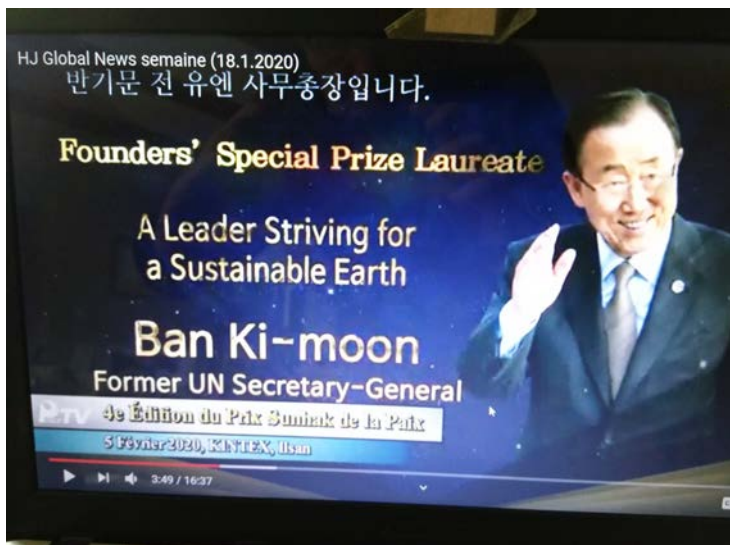 HJ Global News semaine (18.1.2020)
반기문 전 유엔 사무총장입니다.
Founders' Special Prize Laureate
A Leader Striving for
a Sustainable Earth
Ban Ki-moon
Former UN Secretary-General
TV
4e Édition du Prix Sunhak de la Paix
5 Février 2020, KINTEX, Ilsan
3:49 / 16:37